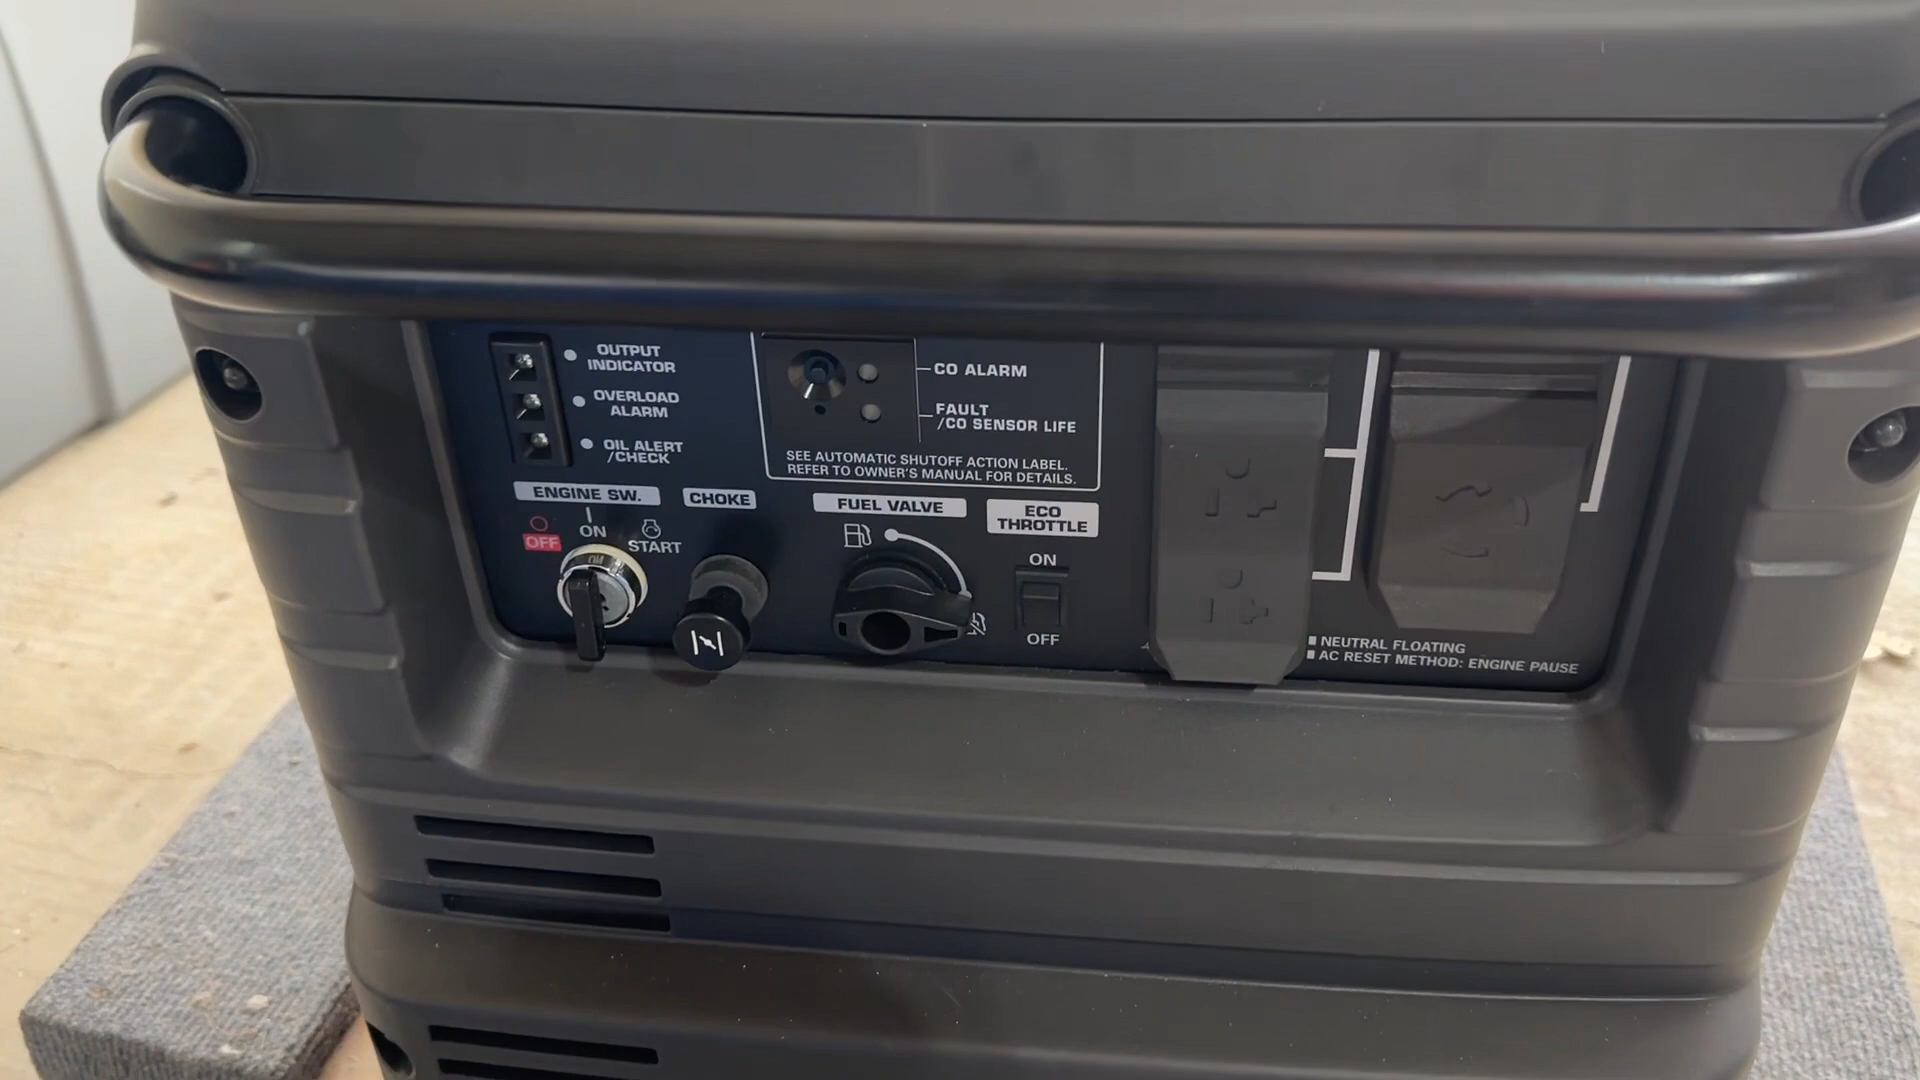 OUTPUT
INDICATOR
OVERLOAD
ALARM
OIL ALERT
/CHECK
CO ALARM
FAULT
/CO SENSOR LIFE
SEE AUTOMATIC SHUTOFF ACTION LABEL.
REFER TO OWNER'S MANUAL FOR DETAILS.
ENGINE SW.
OFF
ON
START
CHOKE
FUEL VALVE
ECO
THROTTLE
ON
OFF
NEUTRAL FLOATING
AC RESET METHOD: ENGINE PAUSE